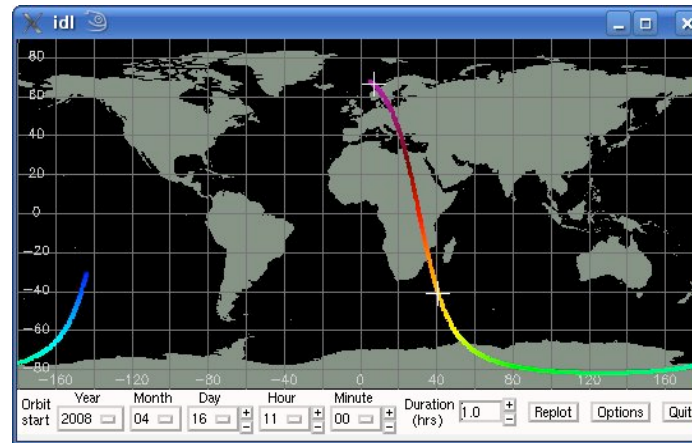 idl
80
60
40
20
0
−20
−40
−60
−80
−160 −120 −80 −40 0 40 80 120 160
Year Month Day Hour Minute
Orbit start 2008 04 16 + − 11 + − 00 + − Duration (hrs) 1.0 + − Replot Options Quit